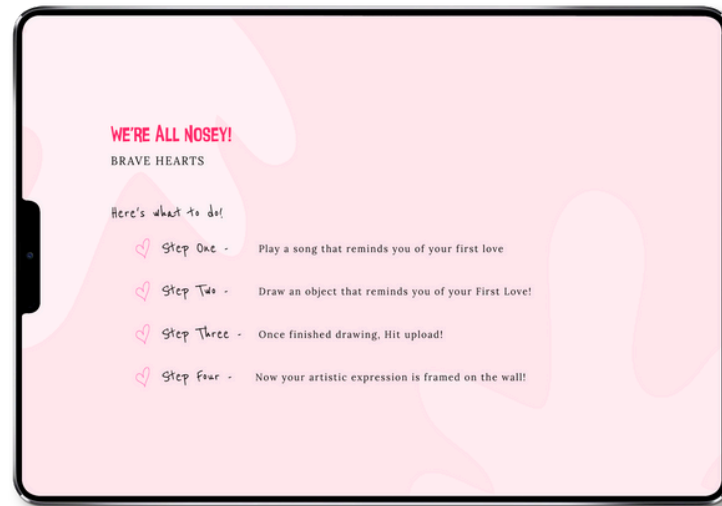 WE'RE ALL NOSEY!
BRAVE HEARTS
Here's what to do!
Step One - Play a song that reminds you of your first love
Step Two - Draw an object that reminds you of your First Love!
Step Three - Once finished drawing, Hit upload!
Step Four - Now your artistic expression is framed on the wall!